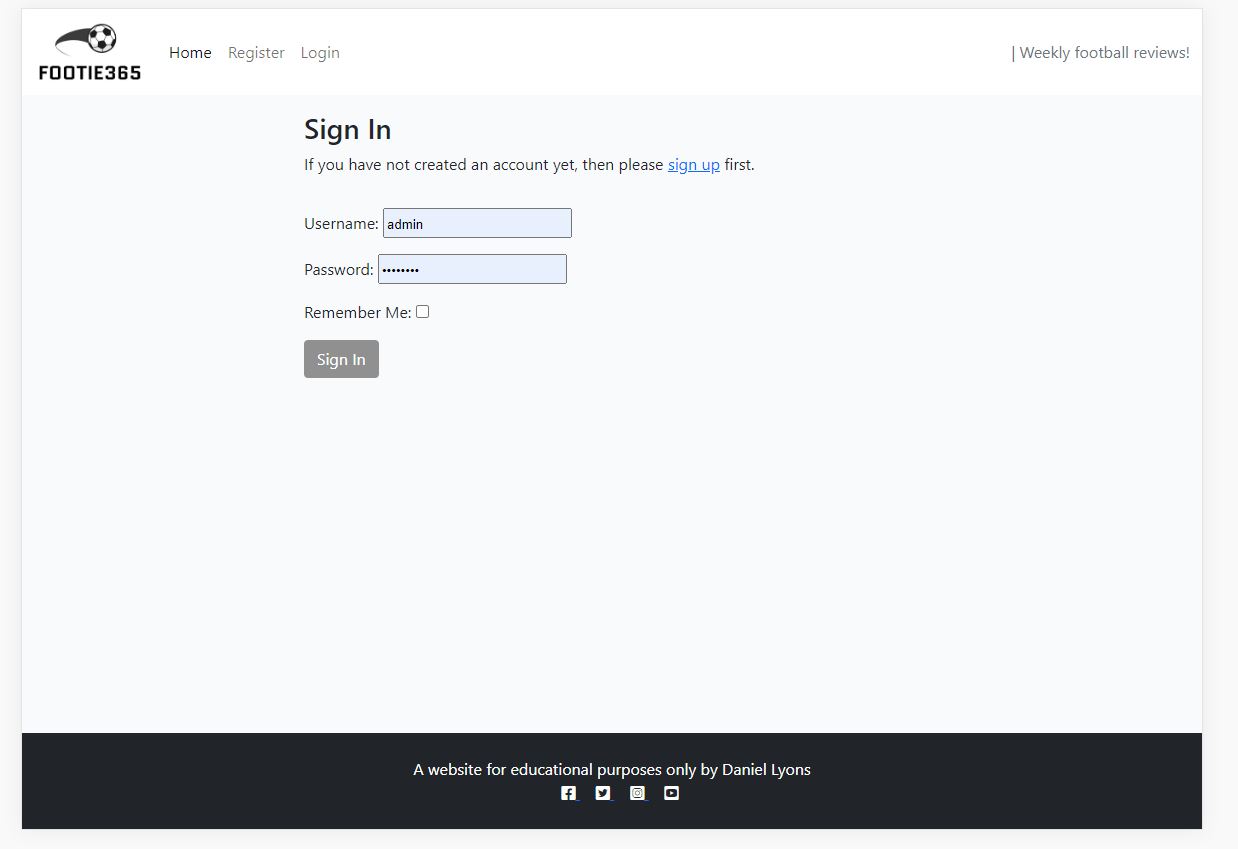 FOOTIE365
Home Register Login
| Weekly football reviews!
Sign In
If you have not created an account yet, then please sign up first.
Username: admin
Password: ••••••••
Remember Me:
Sign In
A website for educational purposes only by Daniel Lyons